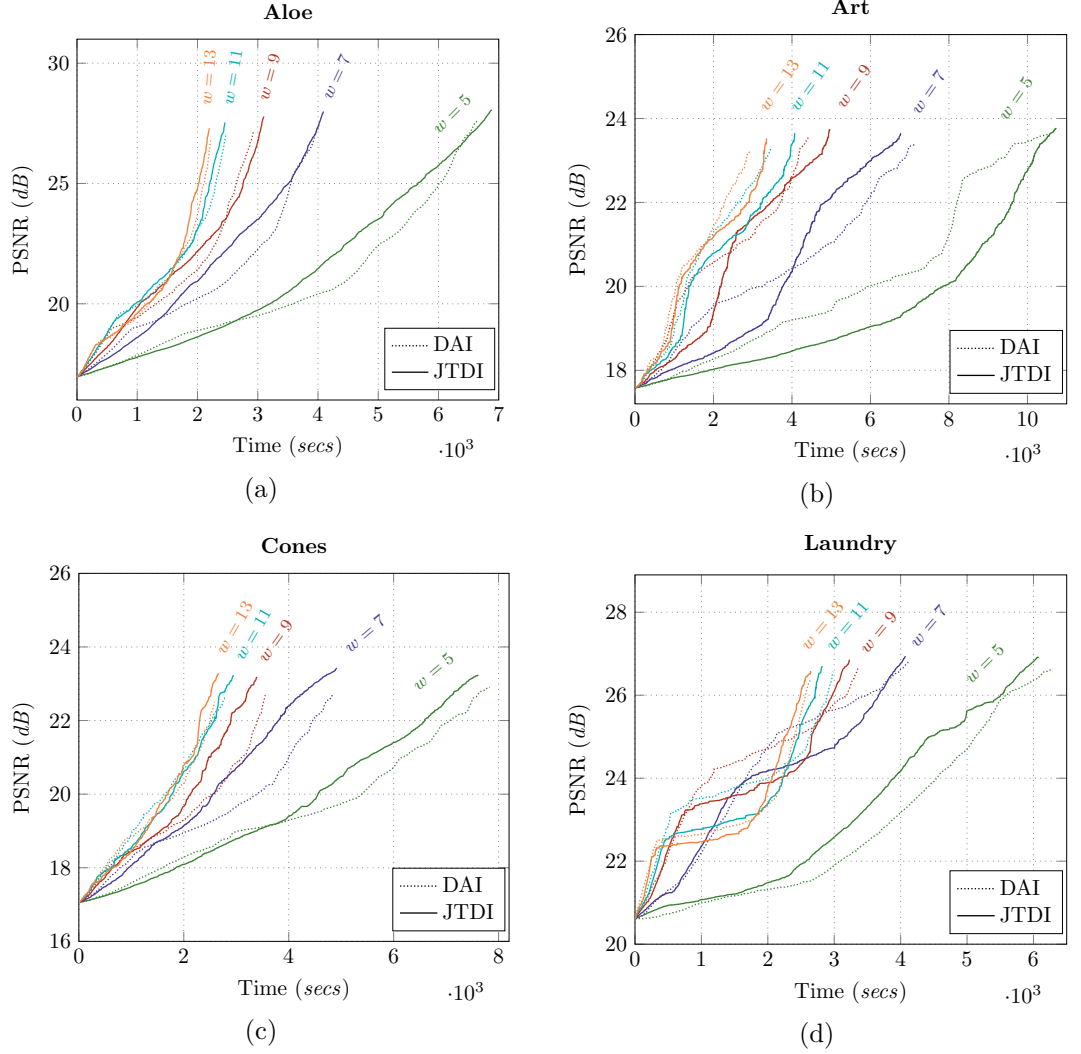 Aloe
30
25
20
PSNR (dB)
w = 13
w = 11
w = 9
w = 7
w = 5
DAI
JTDI
0 1 2 3 4 5 6 7
Time (secs)
·10³
(a)
Art
26
24
22
20
18
PSNR (dB)
w = 13
w = 11
w = 9
w = 7
w = 5
DAI
JTDI
0 2 4 6 8 10
Time (secs)
·10³
(b)
Cones
26
24
22
20
18
16
PSNR (dB)
w = 13
w = 11
w = 9
w = 7
w = 5
DAI
JTDI
0 2 4 6 8
Time (secs)
·10³
(c)
Laundry
28
26
24
22
20
PSNR (dB)
w = 13
w = 11
w = 9
w = 7
w = 5
DAI
JTDI
0 1 2 3 4 5 6
Time (secs)
·10³
(d)